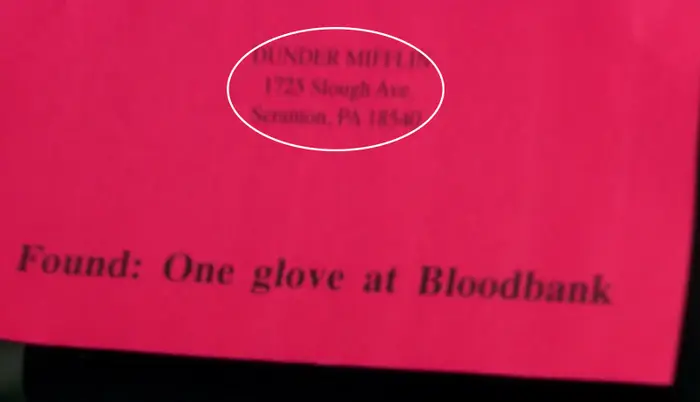 DUNDER MIFFLIN
1725 Slough Ave.
Scranton, PA 18540
Found: One glove at Bloodbank